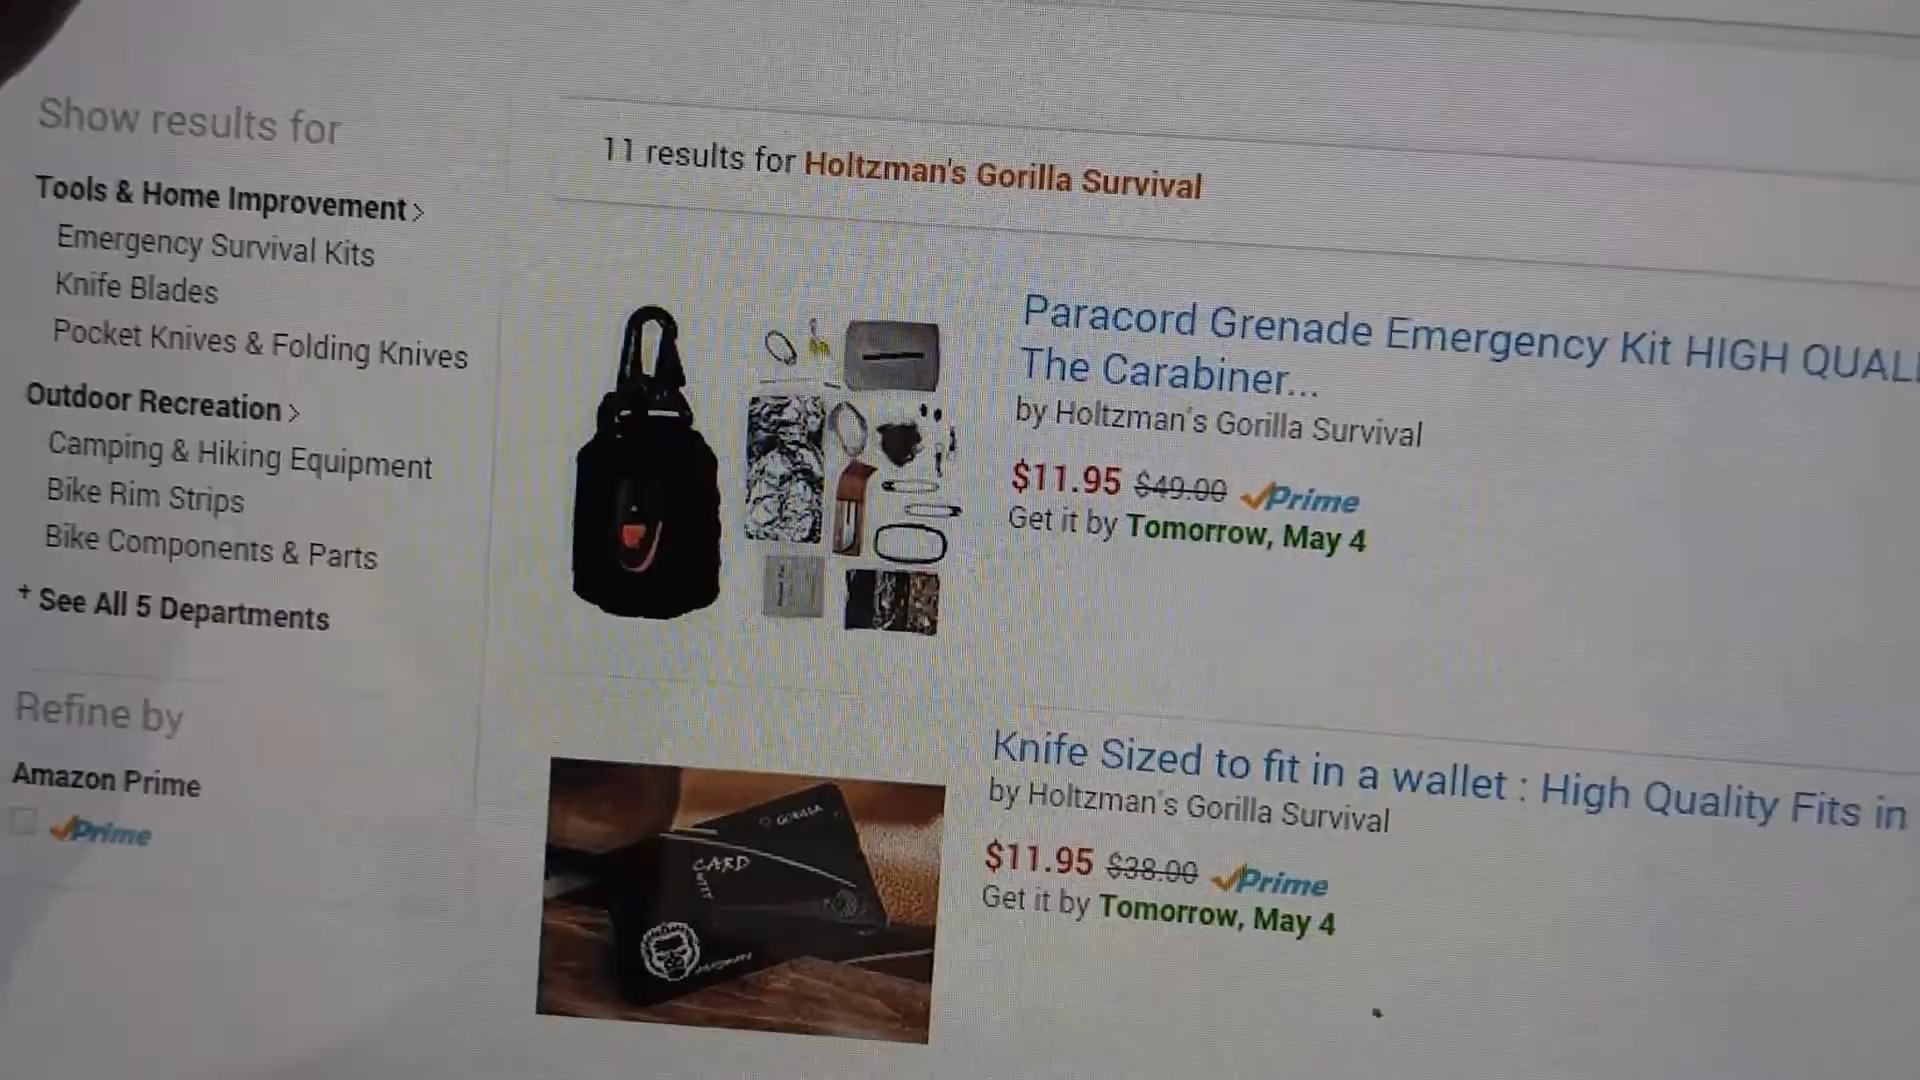 Show results for
Tools & Home Improvement >
Emergency Survival Kits
Knife Blades
Pocket Knives & Folding Knives
Outdoor Recreation >
Camping & Hiking Equipment
Bike Rim Strips
Bike Components & Parts
+ See All 5 Departments
Refine by
Amazon Prime
Prime
11 results for Holtzman's Gorilla Survival
Paracord Grenade Emergency Kit HIGH QUALI
The Carabiner...
by Holtzman's Gorilla Survival
$11.95 $49.00 Prime
Get it by Tomorrow, May 4
GORILLA
CARD
Knife Sized to fit in a wallet : High Quality Fits in
by Holtzman's Gorilla Survival
$11.95 $38.00 Prime
Get it by Tomorrow, May 4